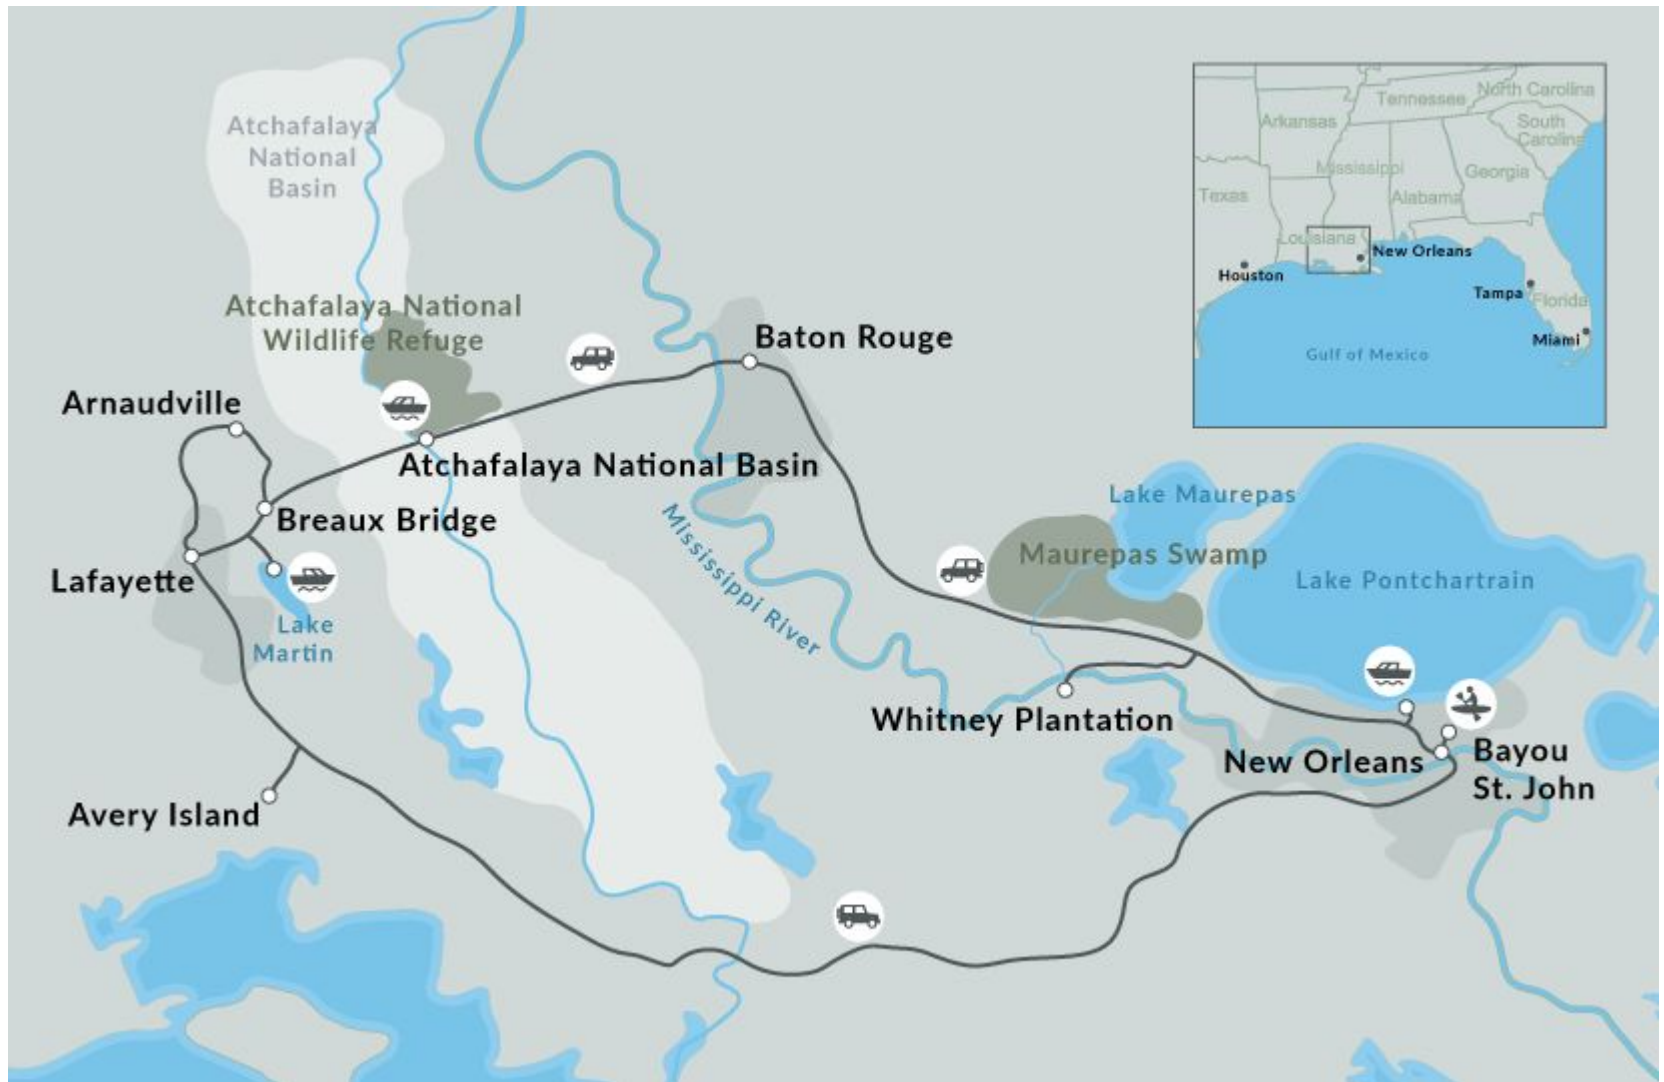 Atchafalaya
National
Basin
Atchafalaya National
Wildlife Refuge
Baton Rouge
Arnaudville
Atchafalaya National Basin
Breaux Bridge
Lafayette
Lake
Martin
Mississippi River
Avery Island
Lake Maurepas
Maurepas Swamp
Lake Pontchartrain
Whitney Plantation
New Orleans
Bayou
St. John
North Carolina
Tennessee
Arkansas
South
Carolina
Mississippi
Georgia
Texas
Alabama
Louisiana
New Orleans
Houston
Tampa
Florida
Miami
Gulf of Mexico